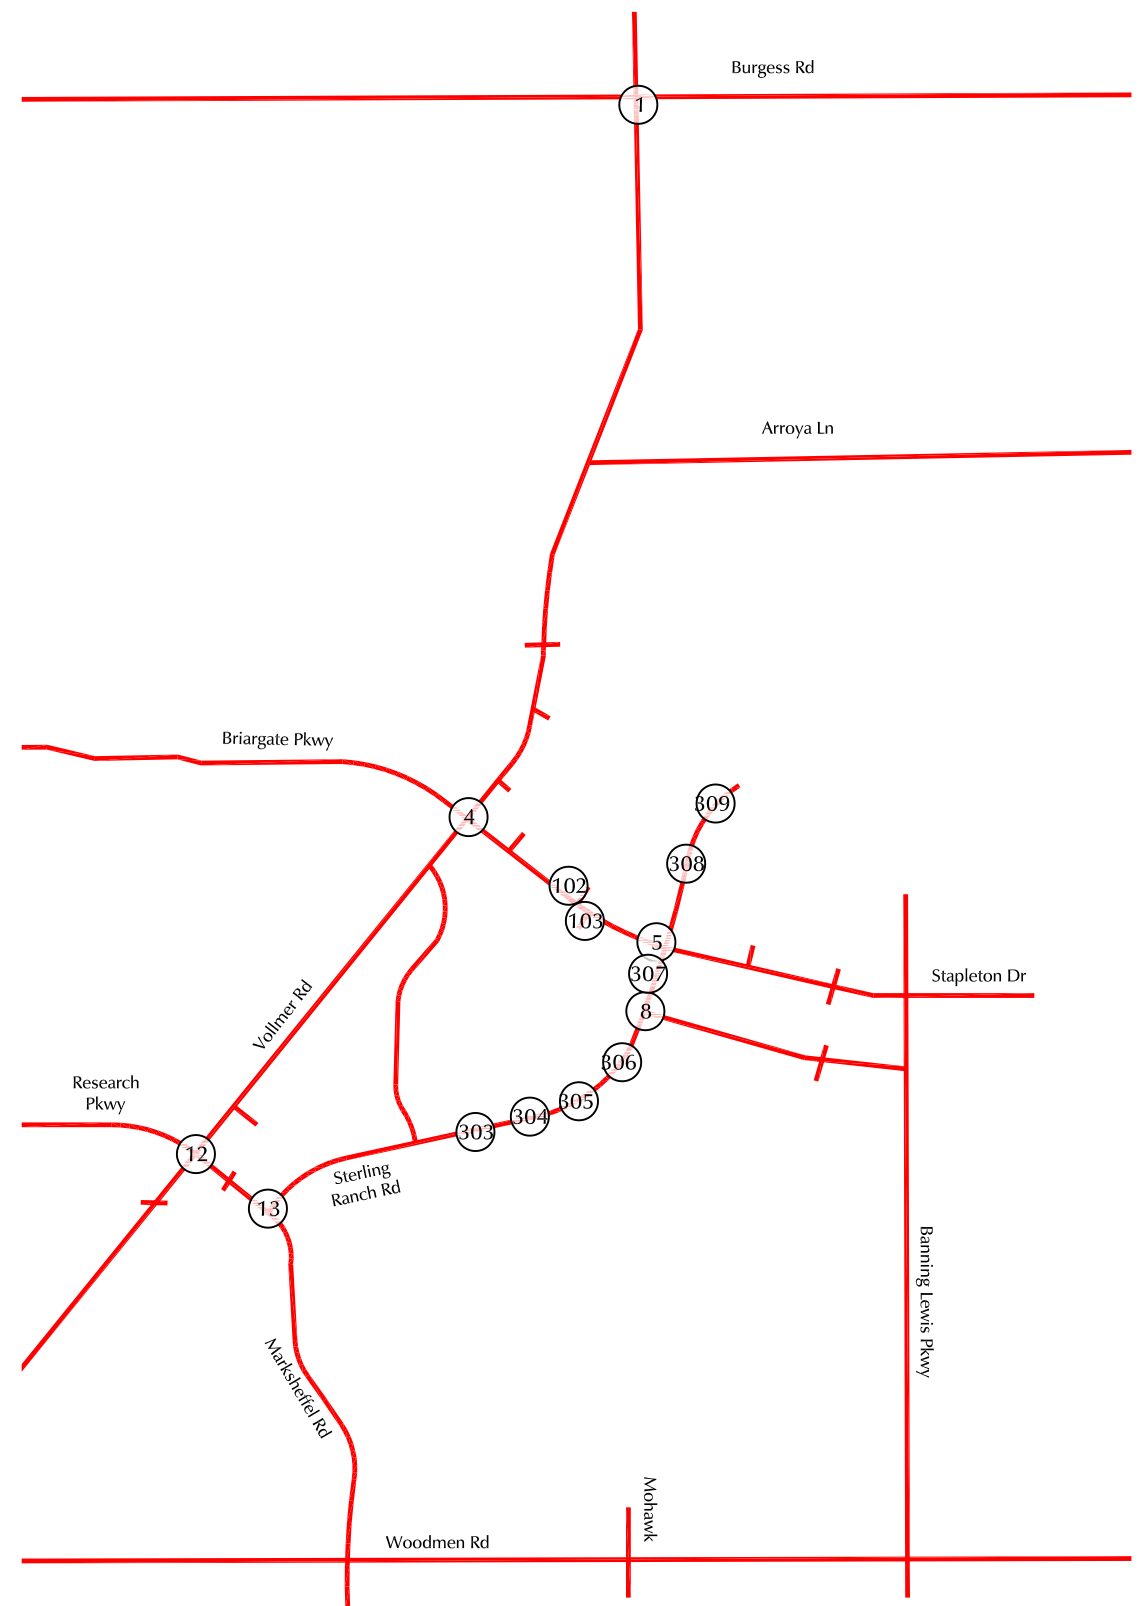 Burgess Rd
1
Arroya Ln
Briargate Pkwy
4
309
308
102
103
5
307
Stapleton Dr
8
Vollmer Rd
306
Research
Pkwy
305
304
303
12
Sterling
Ranch Rd
13
Banning Lewis Pkwy
Marksheffel Rd
Mohawk
Woodmen Rd